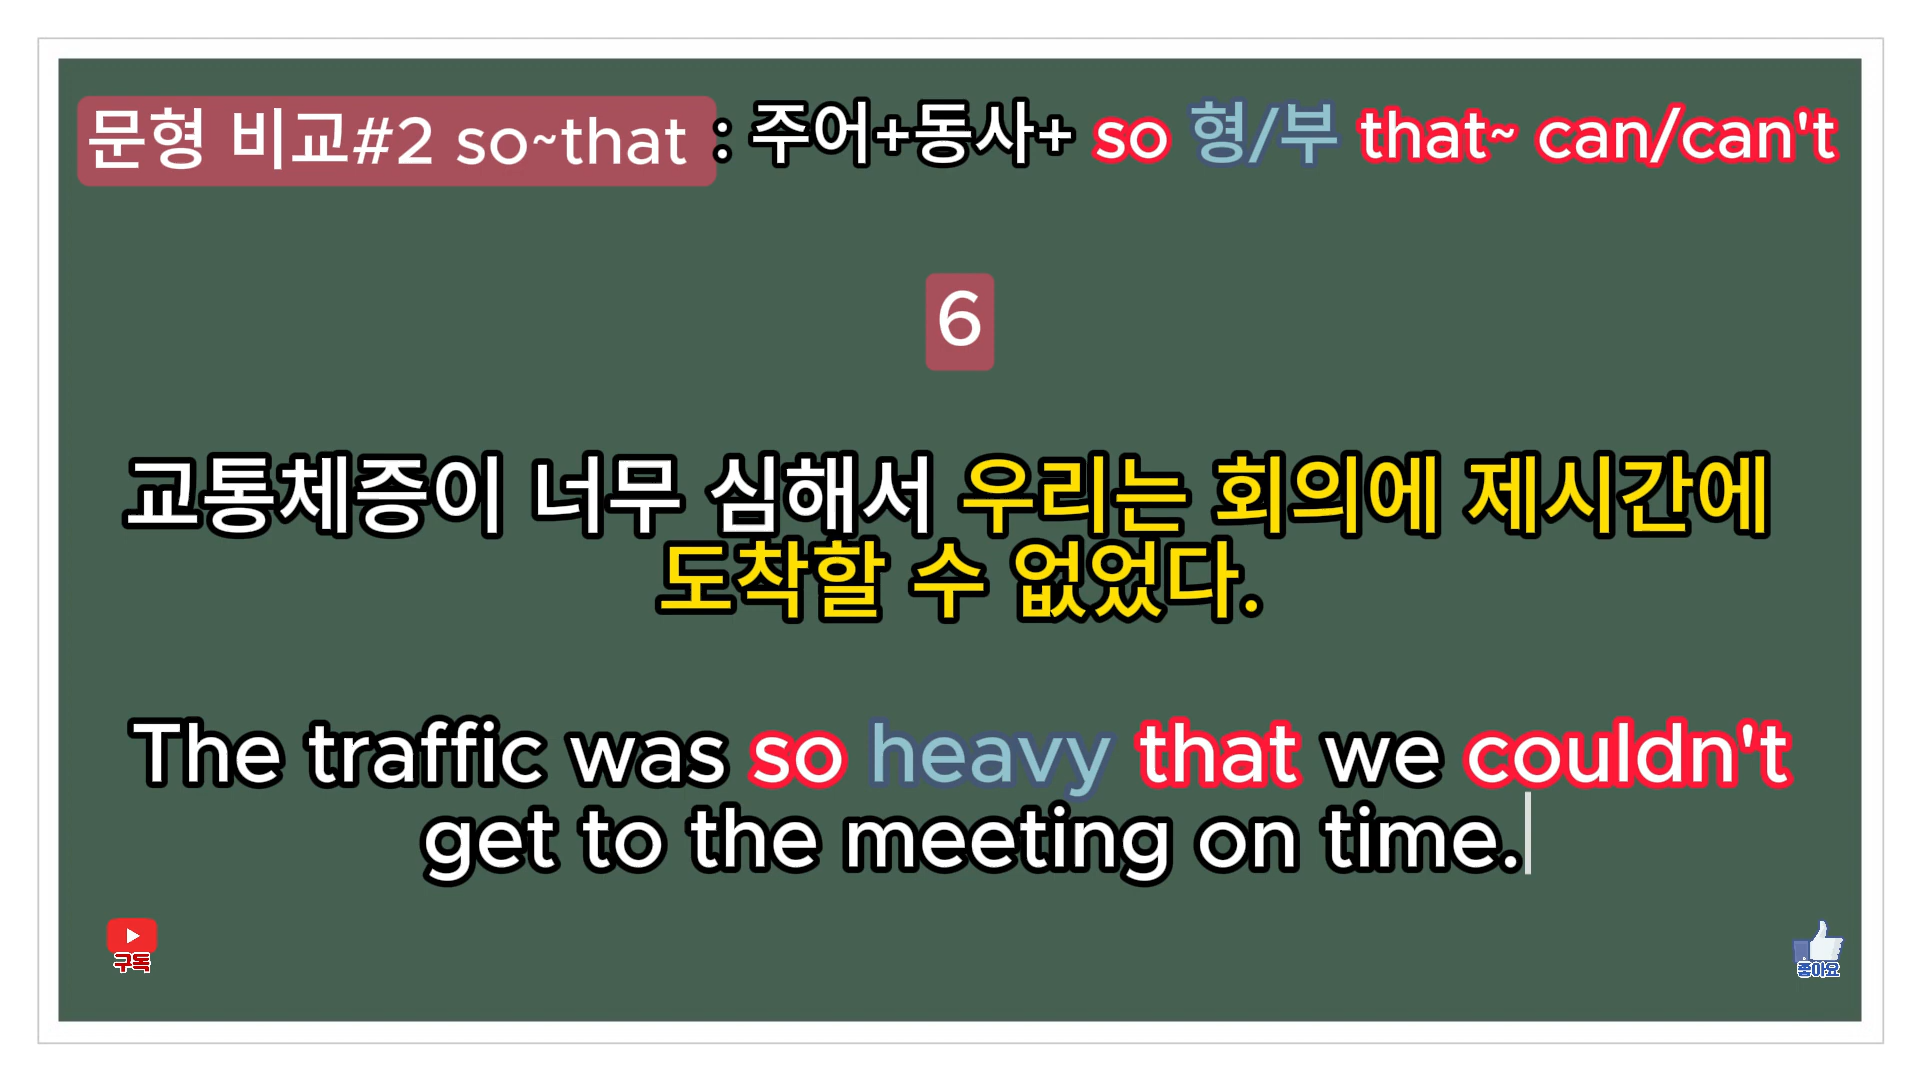 문형 비교#2 so~that : 주어+동사+ so 형/부 that~ can/can't
6
교통체증이 너무 심해서 우리는 회의에 제시간에
도착할 수 없었다.
The traffic was so heavy that we couldn't
get to the meeting on time.
구독
좋아요